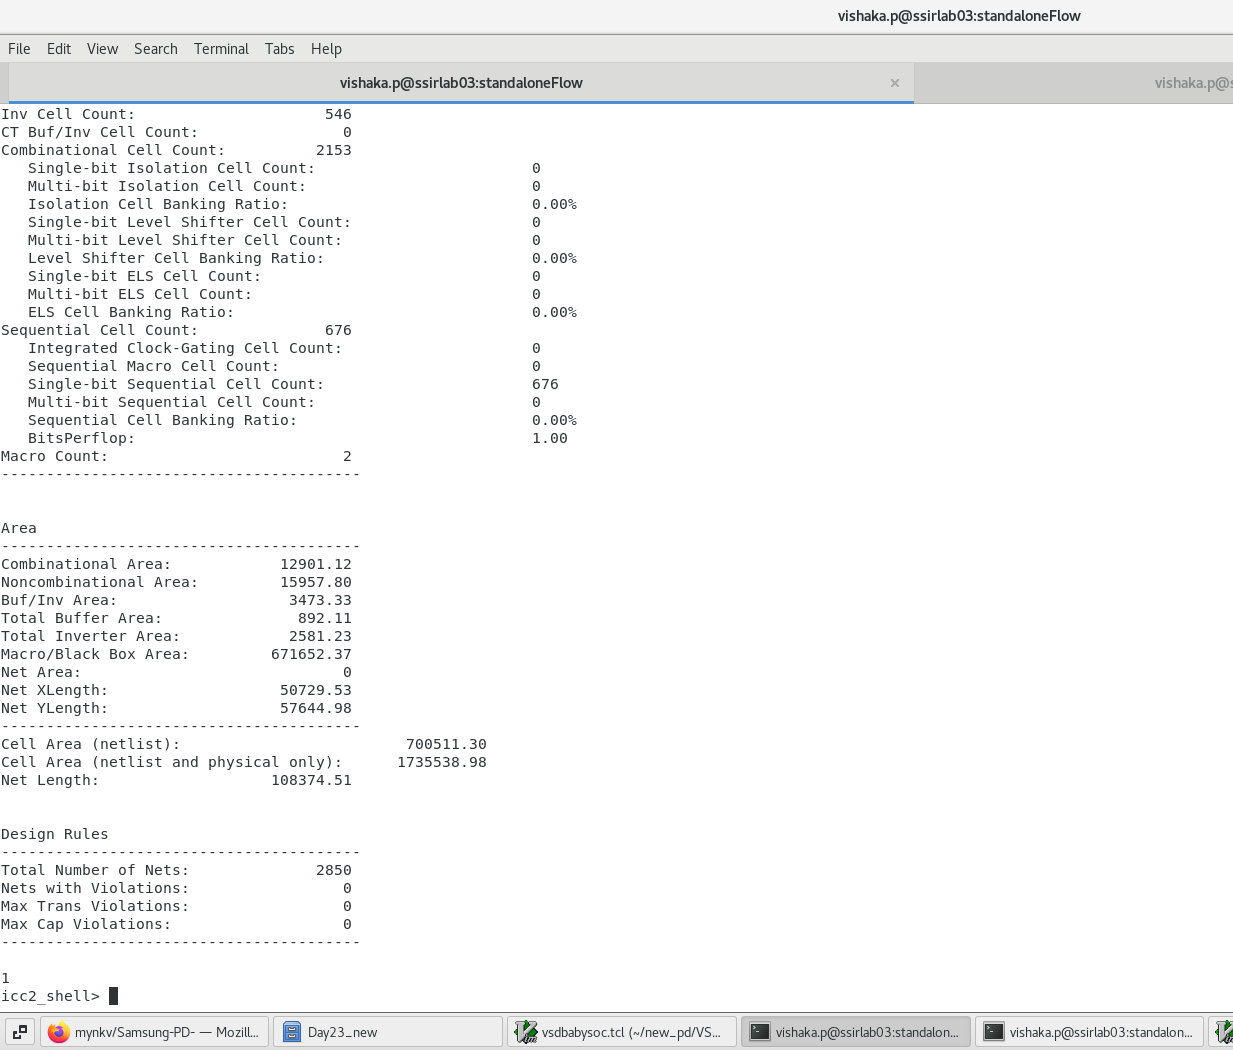 vishaka.p@ssirlab03:standaloneFlow
File Edit View Search Terminal Tabs Help
vishaka.p@ssirlab03:standaloneFlow × vishaka.p@s
Inv Cell Count: 546
CT Buf/Inv Cell Count: 0
Combinational Cell Count: 2153
Single-bit Isolation Cell Count: 0
Multi-bit Isolation Cell Count: 0
Isolation Cell Banking Ratio: 0.00%
Single-bit Level Shifter Cell Count: 0
Multi-bit Level Shifter Cell Count: 0
Level Shifter Cell Banking Ratio: 0.00%
Single-bit ELS Cell Count: 0
Multi-bit ELS Cell Count: 0
ELS Cell Banking Ratio: 0.00%
Sequential Cell Count: 676
Integrated Clock-Gating Cell Count: 0
Sequential Macro Cell Count: 0
Single-bit Sequential Cell Count: 676
Multi-bit Sequential Cell Count: 0
Sequential Cell Banking Ratio: 0.00%
BitsPerflop: 1.00
Macro Count: 2
----------------------------------------
Area
----------------------------------------
Combinational Area: 12901.12
Noncombinational Area: 15957.80
Buf/Inv Area: 3473.33
Total Buffer Area: 892.11
Total Inverter Area: 2581.23
Macro/Black Box Area: 671652.37
Net Area: 0
Net XLength: 50729.53
Net YLength: 57644.98
----------------------------------------
Cell Area (netlist): 700511.30
Cell Area (netlist and physical only): 1735538.98
Net Length: 108374.51
Design Rules
----------------------------------------
Total Number of Nets: 2850
Nets with Violations: 0
Max Trans Violations: 0
Max Cap Violations: 0
----------------------------------------
1
icc2_shell>
mynkv/Samsung-PD- — Mozill... Day23_new vsdbabysoc.tcl (~/new_pd/VS... vishaka.p@ssirlab03:standalon... vishaka.p@ssirlab03:standalon...